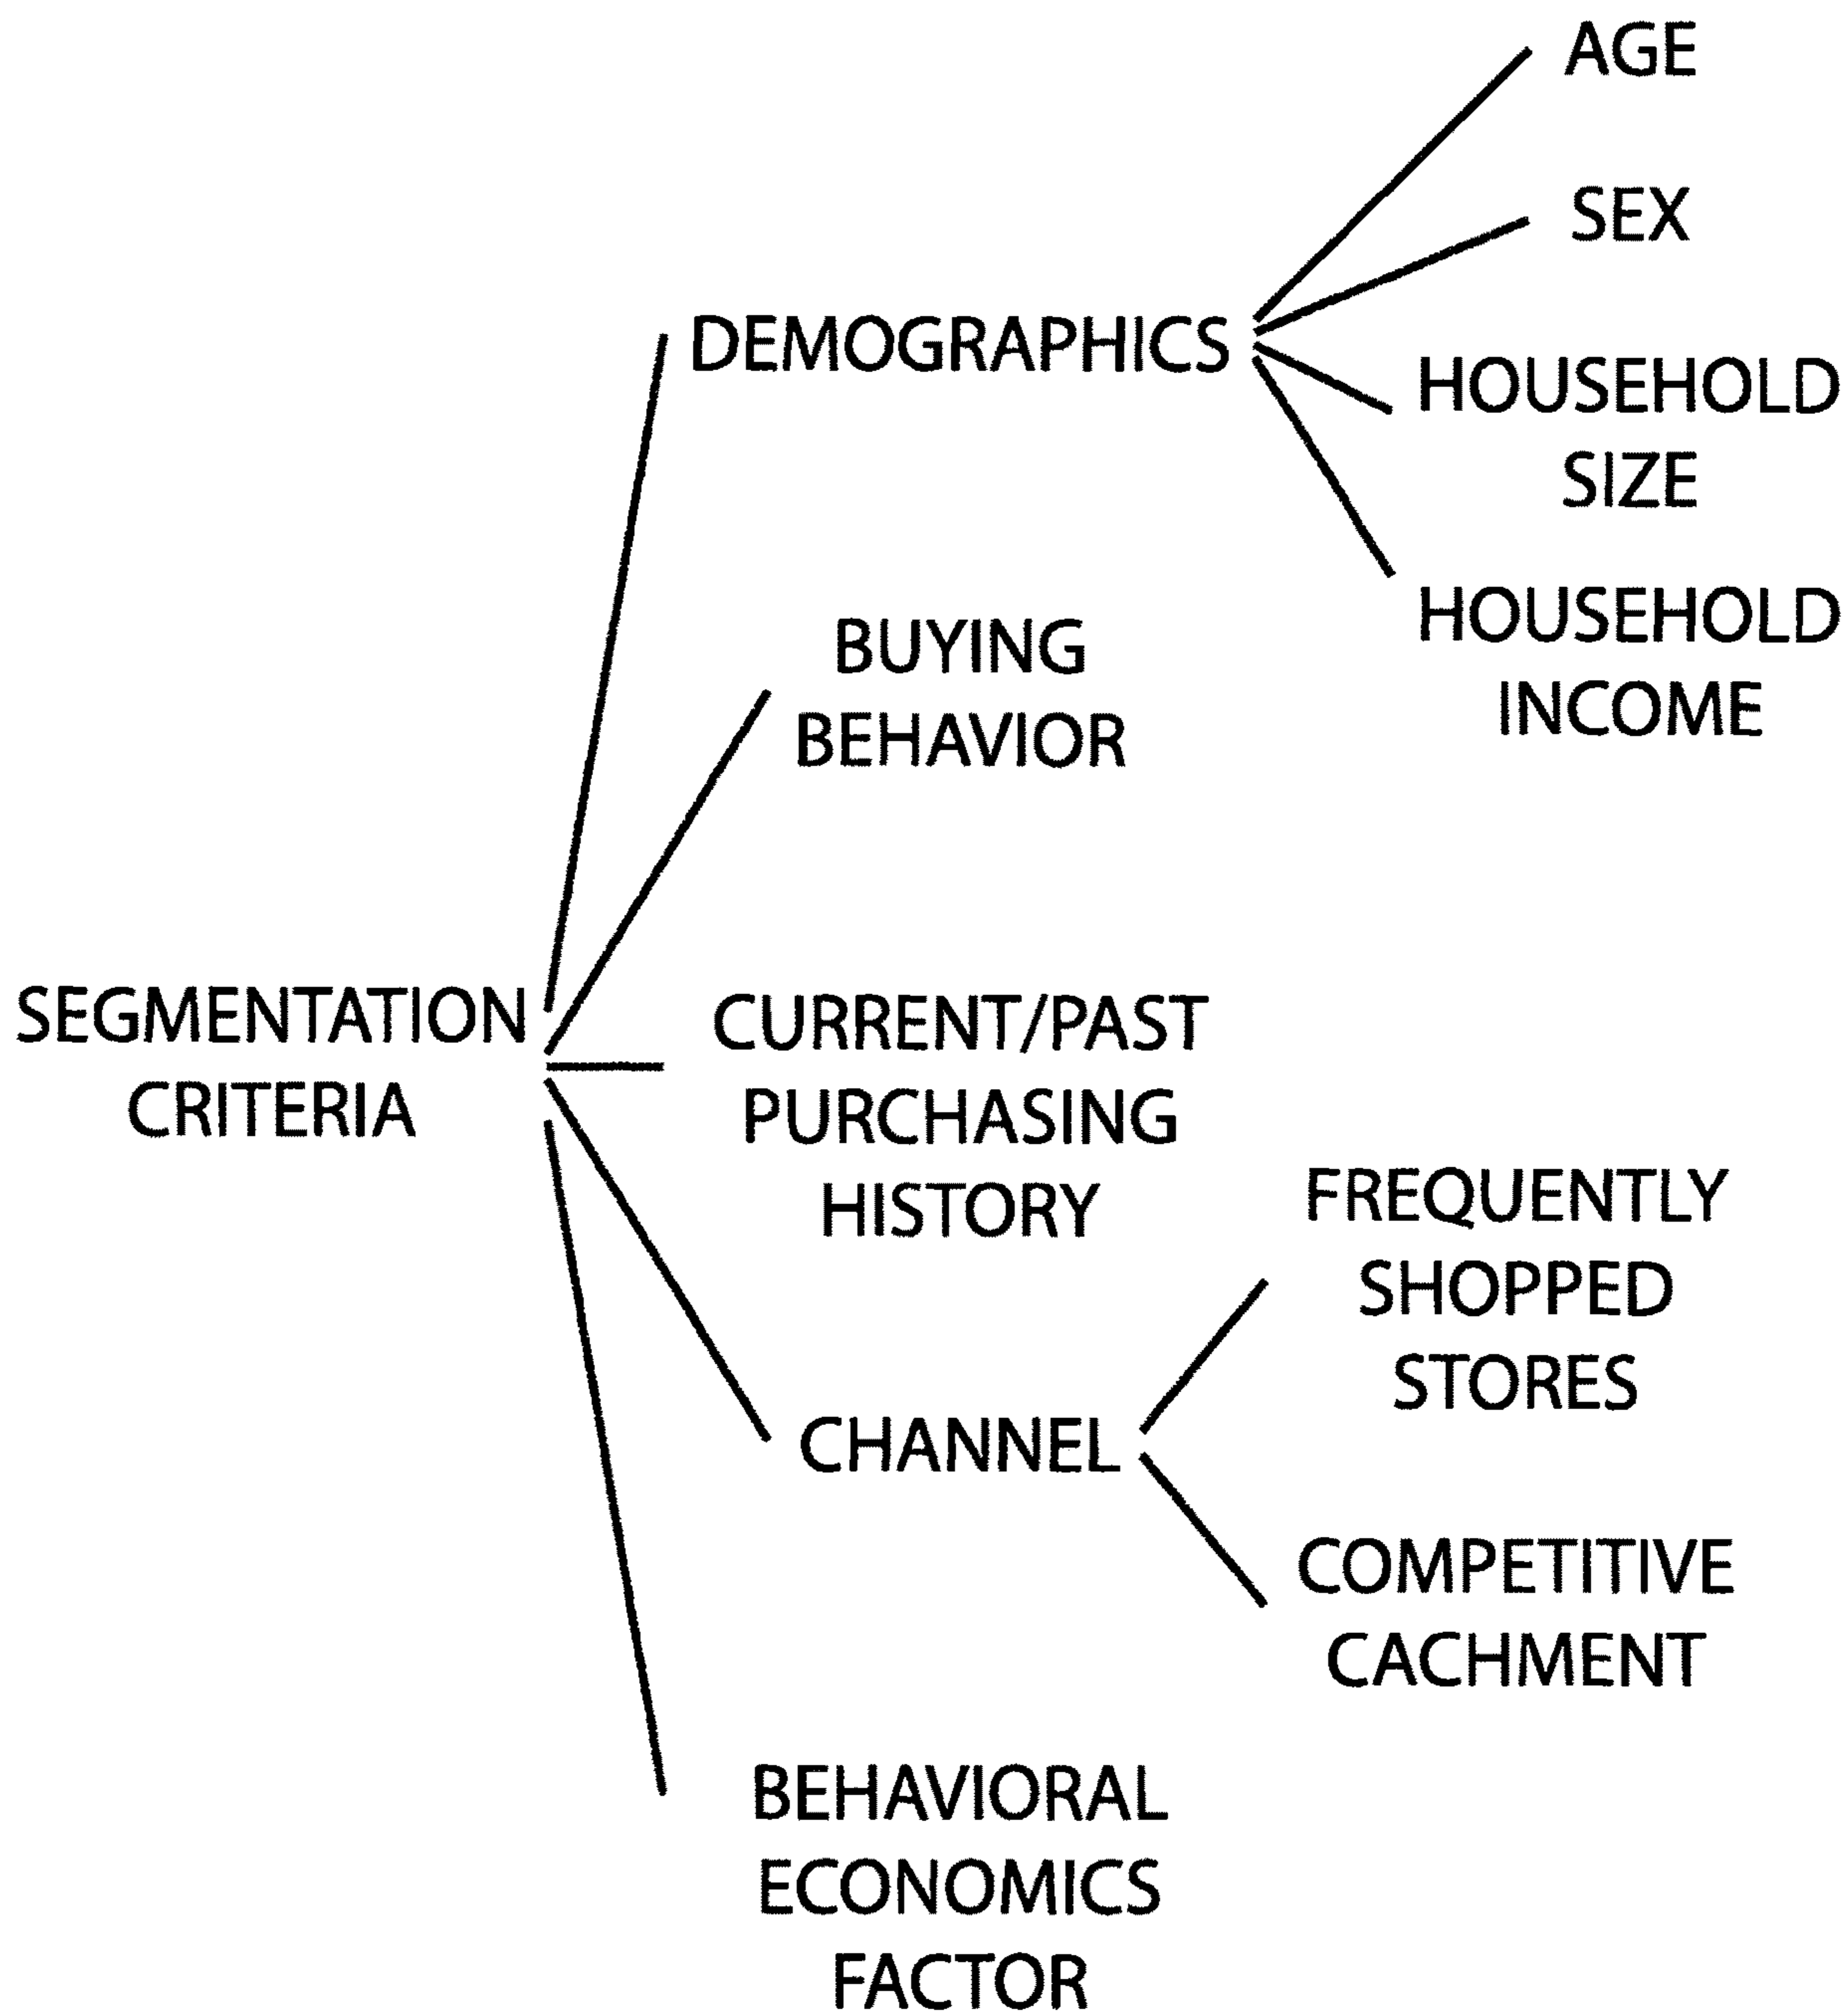 AGE
SEX
DEMOGRAPHICS
HOUSEHOLD
SIZE
HOUSEHOLD
INCOME
BUYING
BEHAVIOR
SEGMENTATION
CRITERIA
CURRENT/PAST
PURCHASING
HISTORY
FREQUENTLY
SHOPPED
STORES
CHANNEL
COMPETITIVE
CACHMENT
BEHAVIORAL
ECONOMICS
FACTOR